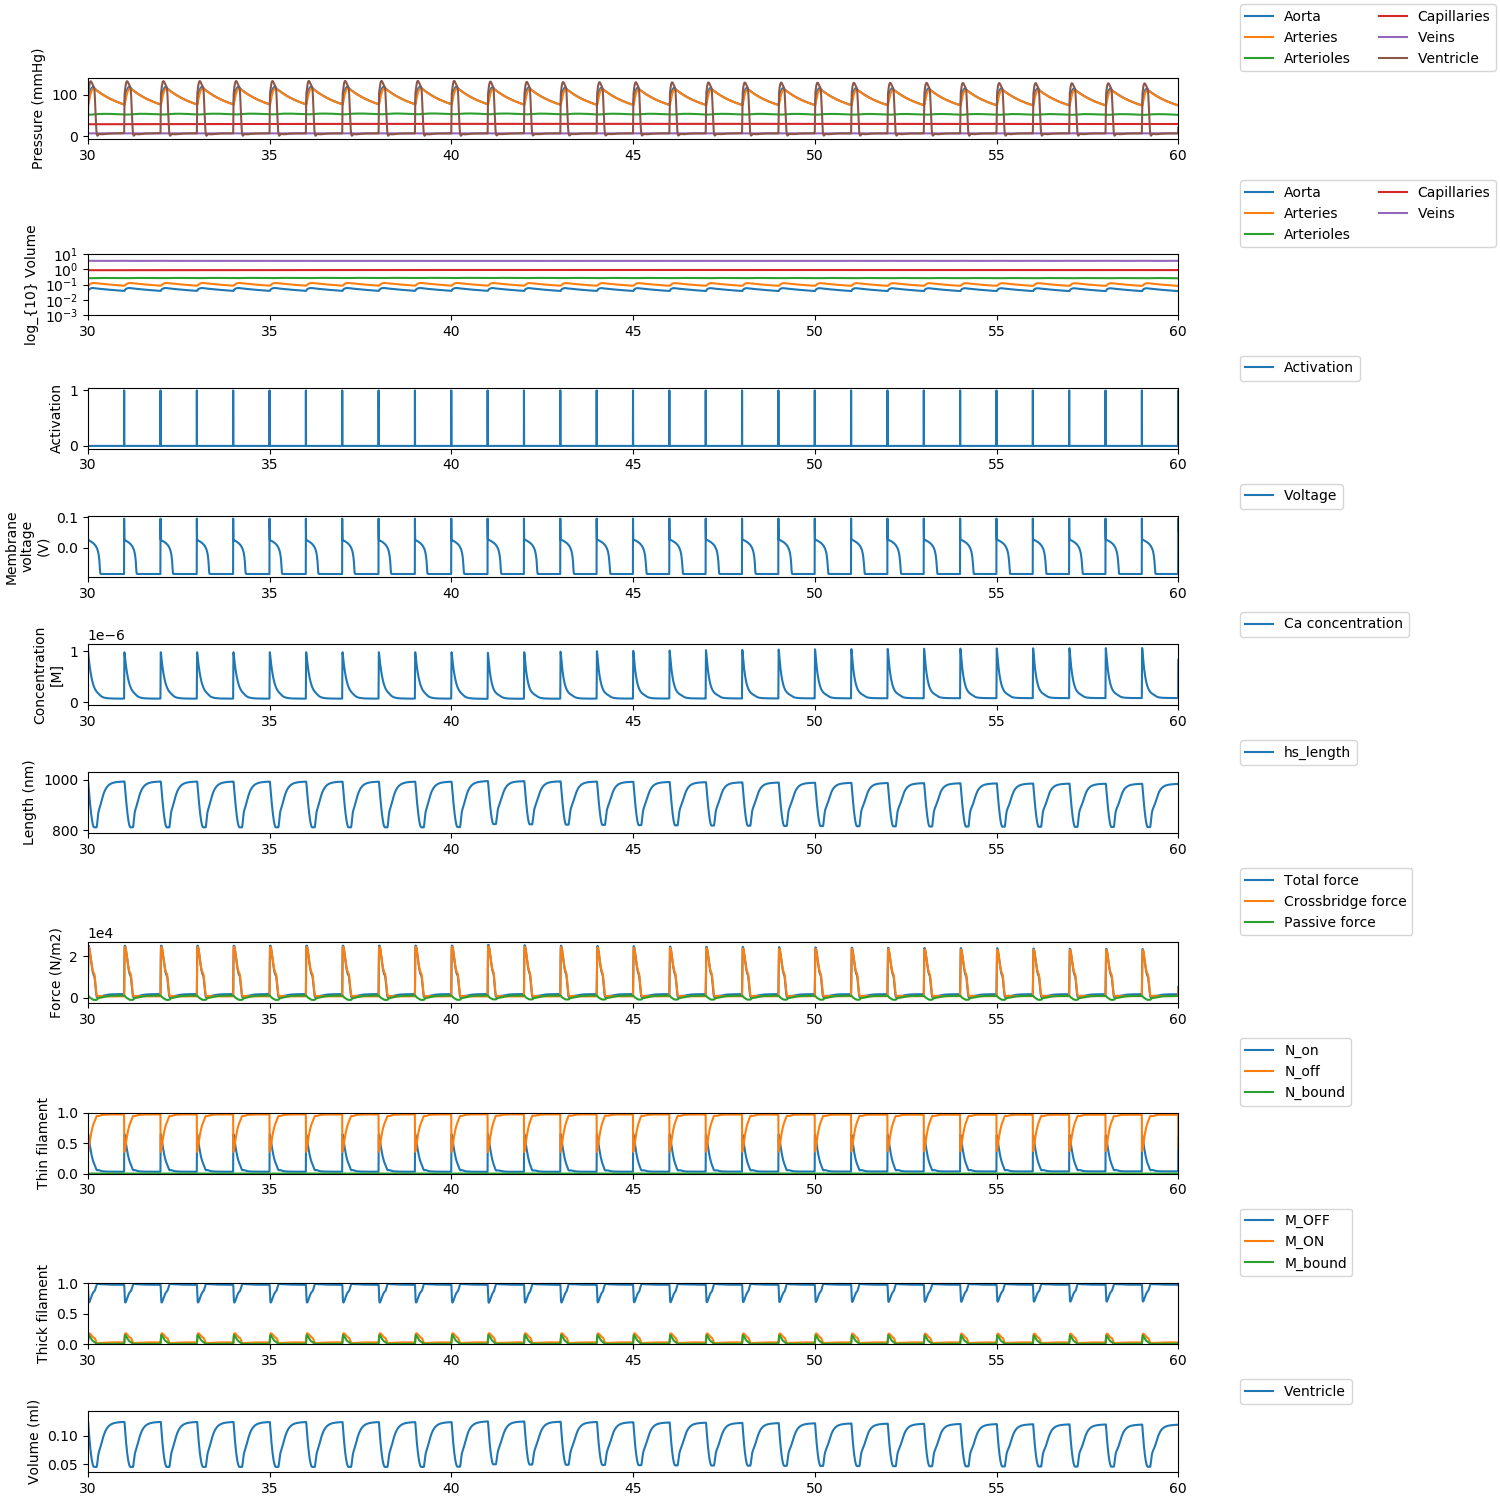 Aorta Capillaries
Arteries Veins
Arterioles Ventricle
Pressure (mmHg)
100
0
30 35 40 45 50 55 60
Aorta Capillaries
Arteries Veins
Arterioles
log_{10} Volume
10¹
10⁰
10⁻¹
10⁻²
10⁻³
30 35 40 45 50 55 60
Activation
Activation
1
0
30 35 40 45 50 55 60
Voltage
Membrane
voltage
(V)
0.1
0.0
30 35 40 45 50 55 60
Ca concentration
1e−6
Concentration
[M]
1
0
30 35 40 45 50 55 60
hs_length
Length (nm)
1000
800
30 35 40 45 50 55 60
Total force
Crossbridge force
Passive force
1e4
Force (N/m2)
2
0
30 35 40 45 50 55 60
N_on
N_off
N_bound
Thin filament
1.0
0.5
0.0
30 35 40 45 50 55 60
M_OFF
M_ON
M_bound
Thick filament
1.0
0.5
0.0
30 35 40 45 50 55 60
Ventricle
Volume (ml)
0.10
0.05
30 35 40 45 50 55 60